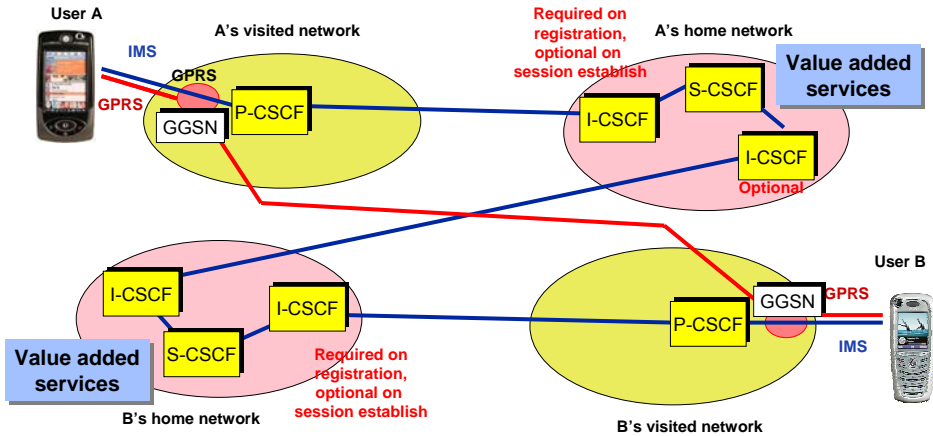 User A
IMS
GPRS
GPRS
GGSN
P-CSCF
A's visited network
Required on
registration,
optional on
session establish
A's home network
I-CSCF
S-CSCF
Value added
services
I-CSCF
Optional
I-CSCF
S-CSCF
I-CSCF
Value added
services
Required on
registration,
optional on
session establish
B's home network
P-CSCF
GGSN
GPRS
IMS
User B
B's visited network